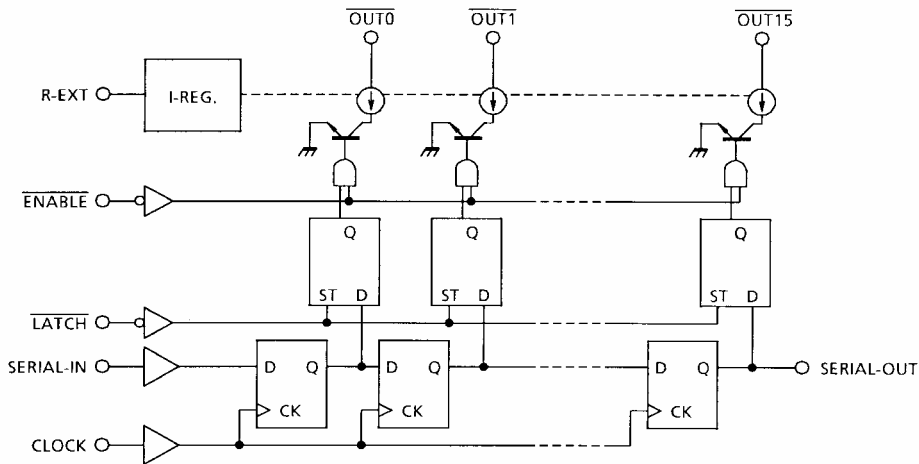 OUT0 OUT1 OUT15
R-EXT I-REG.
ENABLE
Q Q Q
ST D ST D ST D
LATCH
SERIAL-IN D Q D Q D Q SERIAL-OUT
CK CK CK
CLOCK